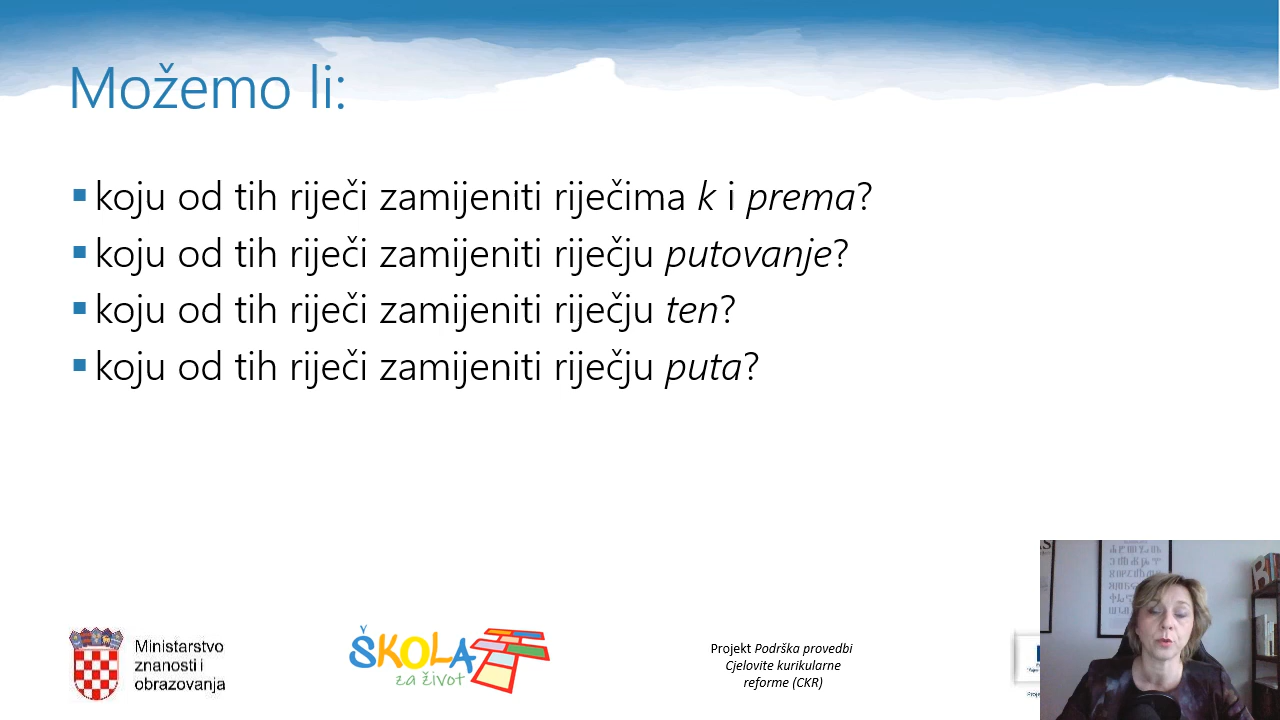 Možemo li:
koju od tih riječi zamijeniti riječima k i prema?
koju od tih riječi zamijeniti riječju putovanje?
koju od tih riječi zamijeniti riječju ten?
koju od tih riječi zamijeniti riječju puta?
Ministarstvo
znanosti i
obrazovanja
ŠKOLA
za život
Projekt Podrška provedbi
Cjelovite kurikularne
reforme (CKR)